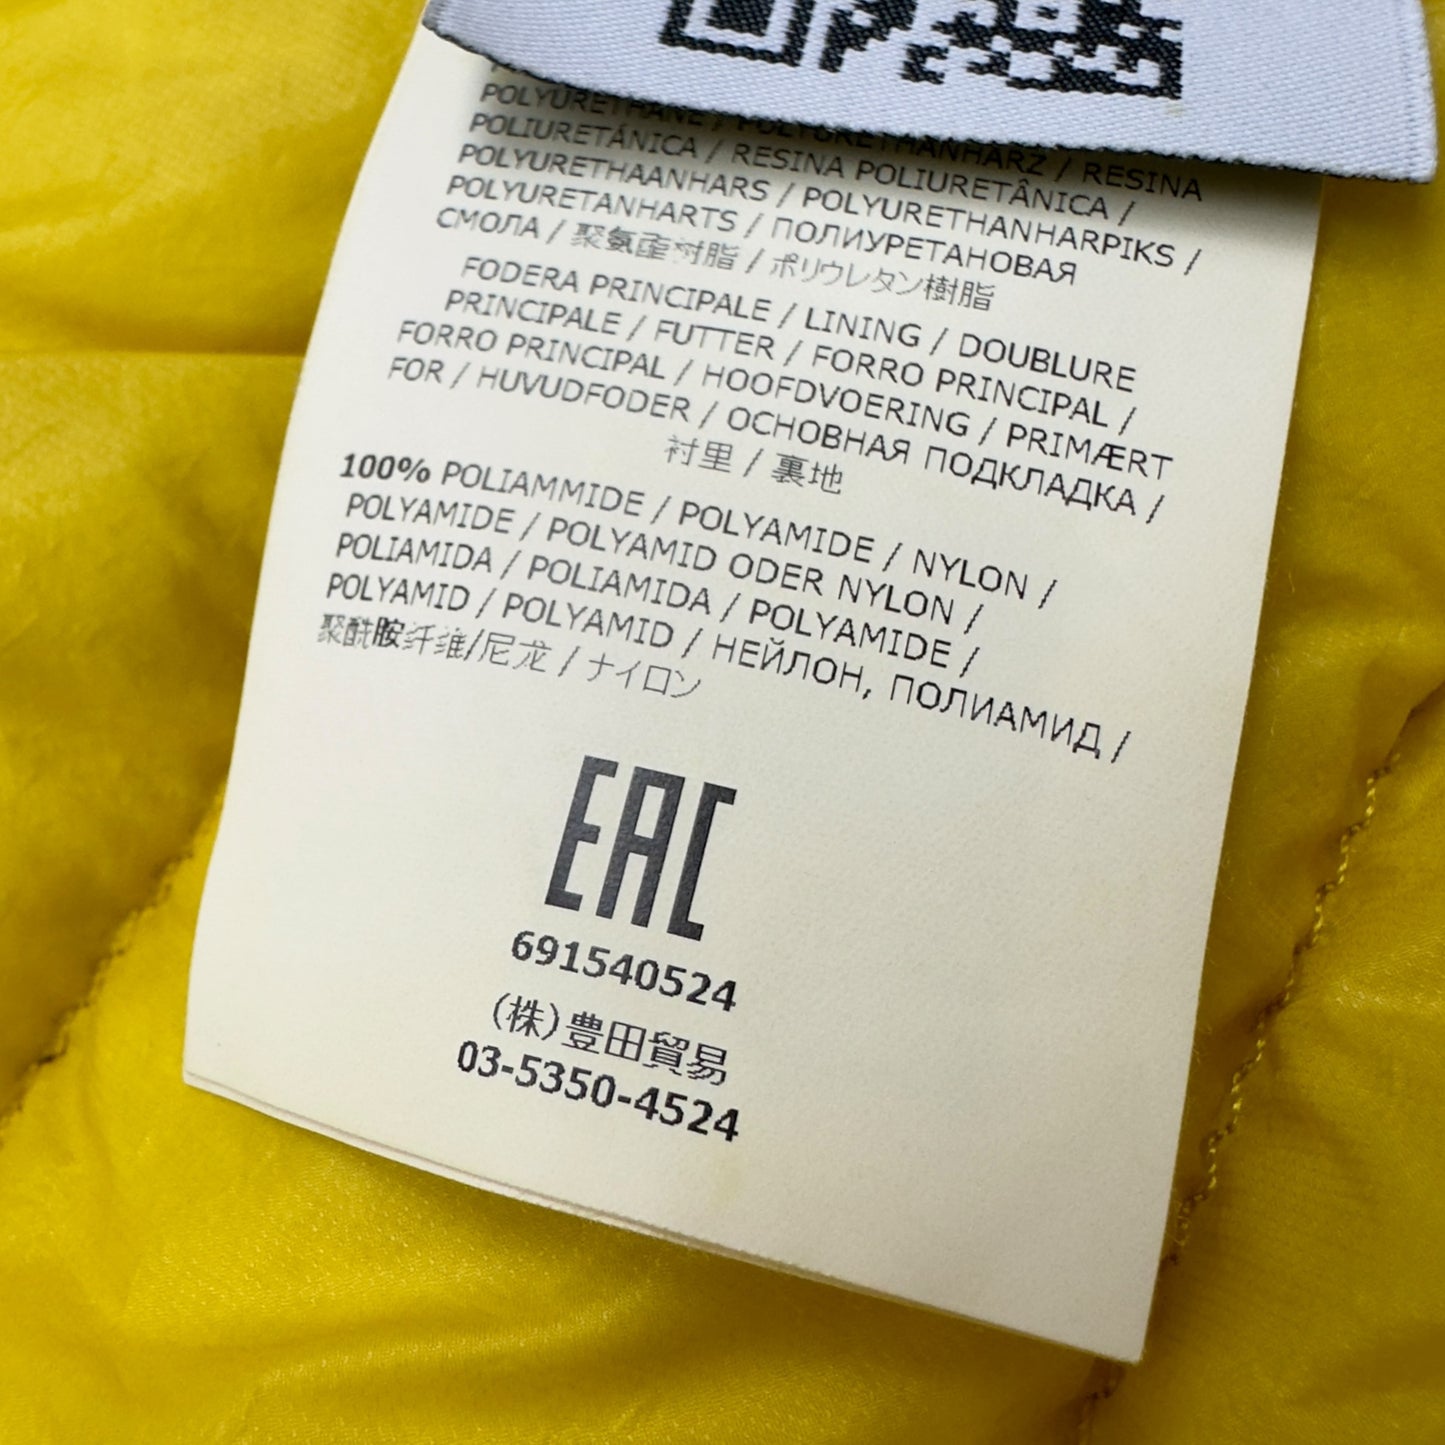 POLYURETHANE / POLYURETHANHARZ / RESINA
POLIURETÁNICA / RESINA POLIURETÂNICA /
POLYURETHAANHARS / POLYURETHANHARPIKS /
POLYURETANHARTS / ПОЛИУРЕТАНОВАЯ
СМОЛА / 聚氨酯树脂 / ポリウレタン樹脂
FODERA PRINCIPALE / LINING / DOUBLURE
PRINCIPALE / FUTTER / FORRO PRINCIPAL /
FORRO PRINCIPAL / HOOFDVOERING / PRIMÆRT
FOR / HUVUDFODER / ОСНОВНАЯ ПОДКЛАДКА /
衬里 / 裏地
100% POLIAMMIDE / POLYAMIDE / NYLON /
POLYAMIDE / POLYAMID ODER NYLON /
POLIAMIDA / POLIAMIDA / POLYAMIDE /
POLYAMID / POLYAMID / НЕЙЛОН, ПОЛИАМИД /
聚酰胺纤维/尼龙 / ナイロン
EAC
691540524
(株)豊田貿易
03-5350-4524